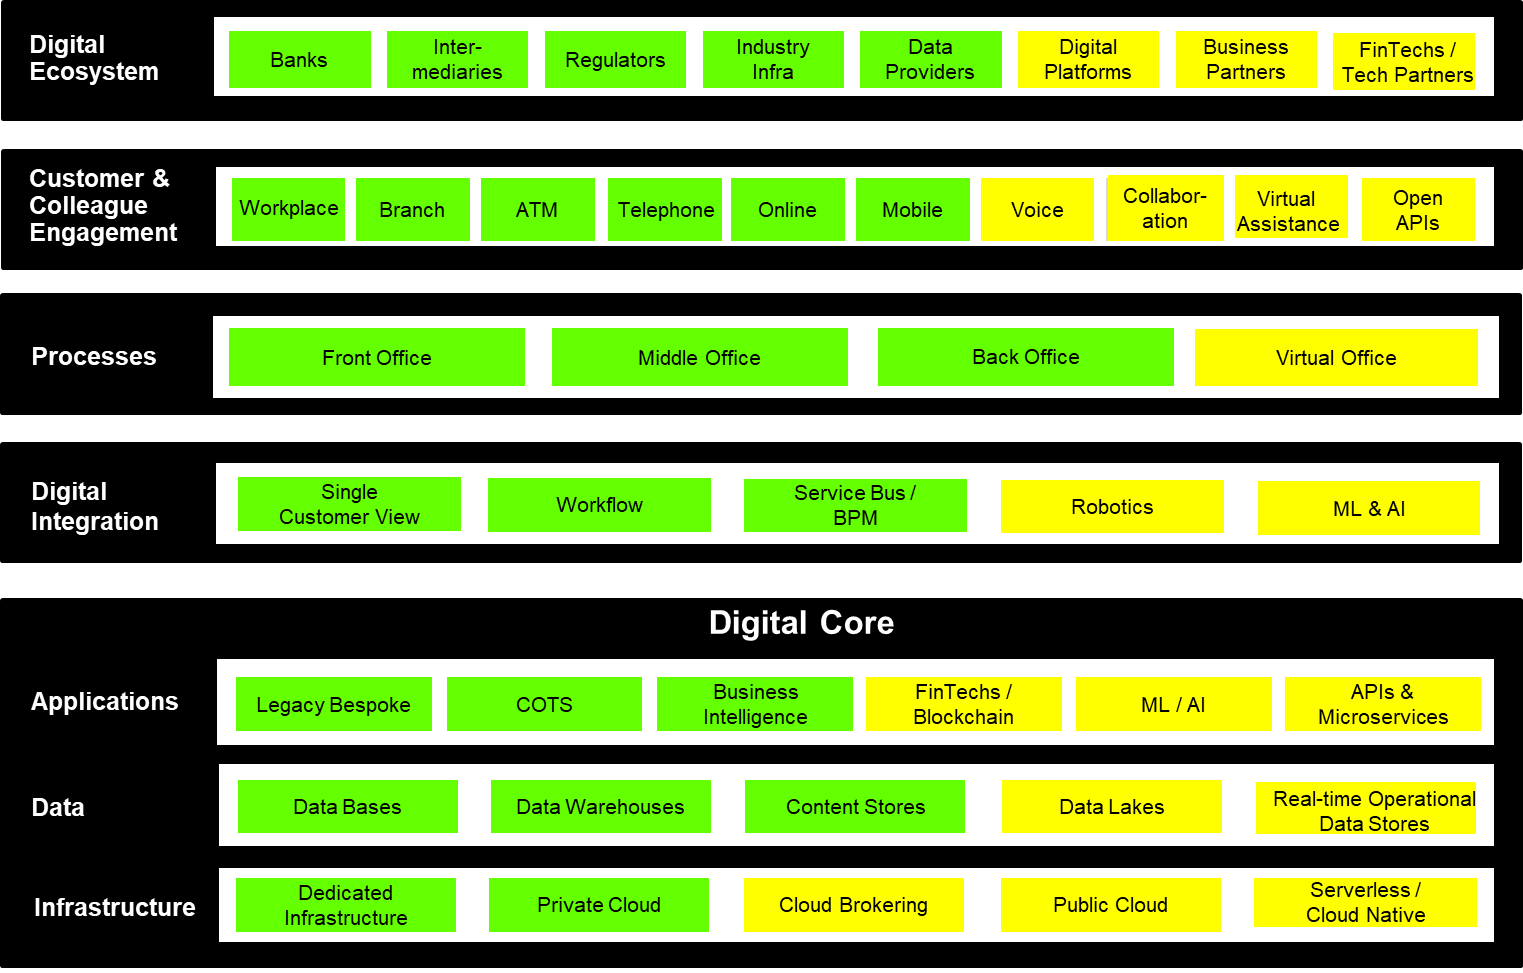 Digital
Ecosystem
Banks
Inter-
mediaries
Regulators
Industry
Infra
Data
Providers
Digital
Platforms
Business
Partners
FinTechs /
Tech Partners
Customer &
Colleague
Engagement
Workplace
Branch
ATM
Telephone
Online
Mobile
Voice
Collabor-
ation
Virtual
Assistance
Open
APIs
Processes
Front Office
Middle Office
Back Office
Virtual Office
Digital
Integration
Single
Customer View
Workflow
Service Bus /
BPM
Robotics
ML & AI
Digital Core
Applications
Legacy Bespoke
COTS
Business
Intelligence
FinTechs /
Blockchain
ML / AI
APIs &
Microservices
Data
Data Bases
Data Warehouses
Content Stores
Data Lakes
Real-time Operational
Data Stores
Infrastructure
Dedicated
Infrastructure
Private Cloud
Cloud Brokering
Public Cloud
Serverless /
Cloud Native